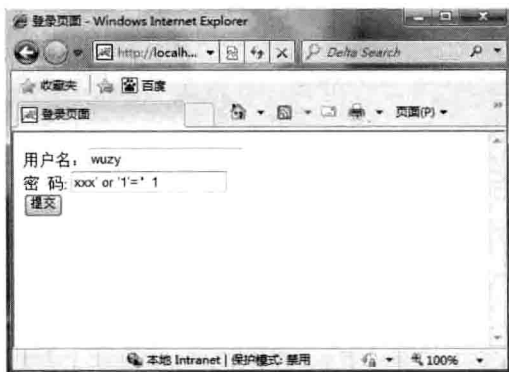 登录页面 - Windows Internet Explorer
http://localh...
Delta Search
收藏夹
百度
登录页面
页面(P)
用户名： wuzy
密 码: xxx' or '1'=" 1
提交
本地 Intranet | 保护模式: 禁用
100%